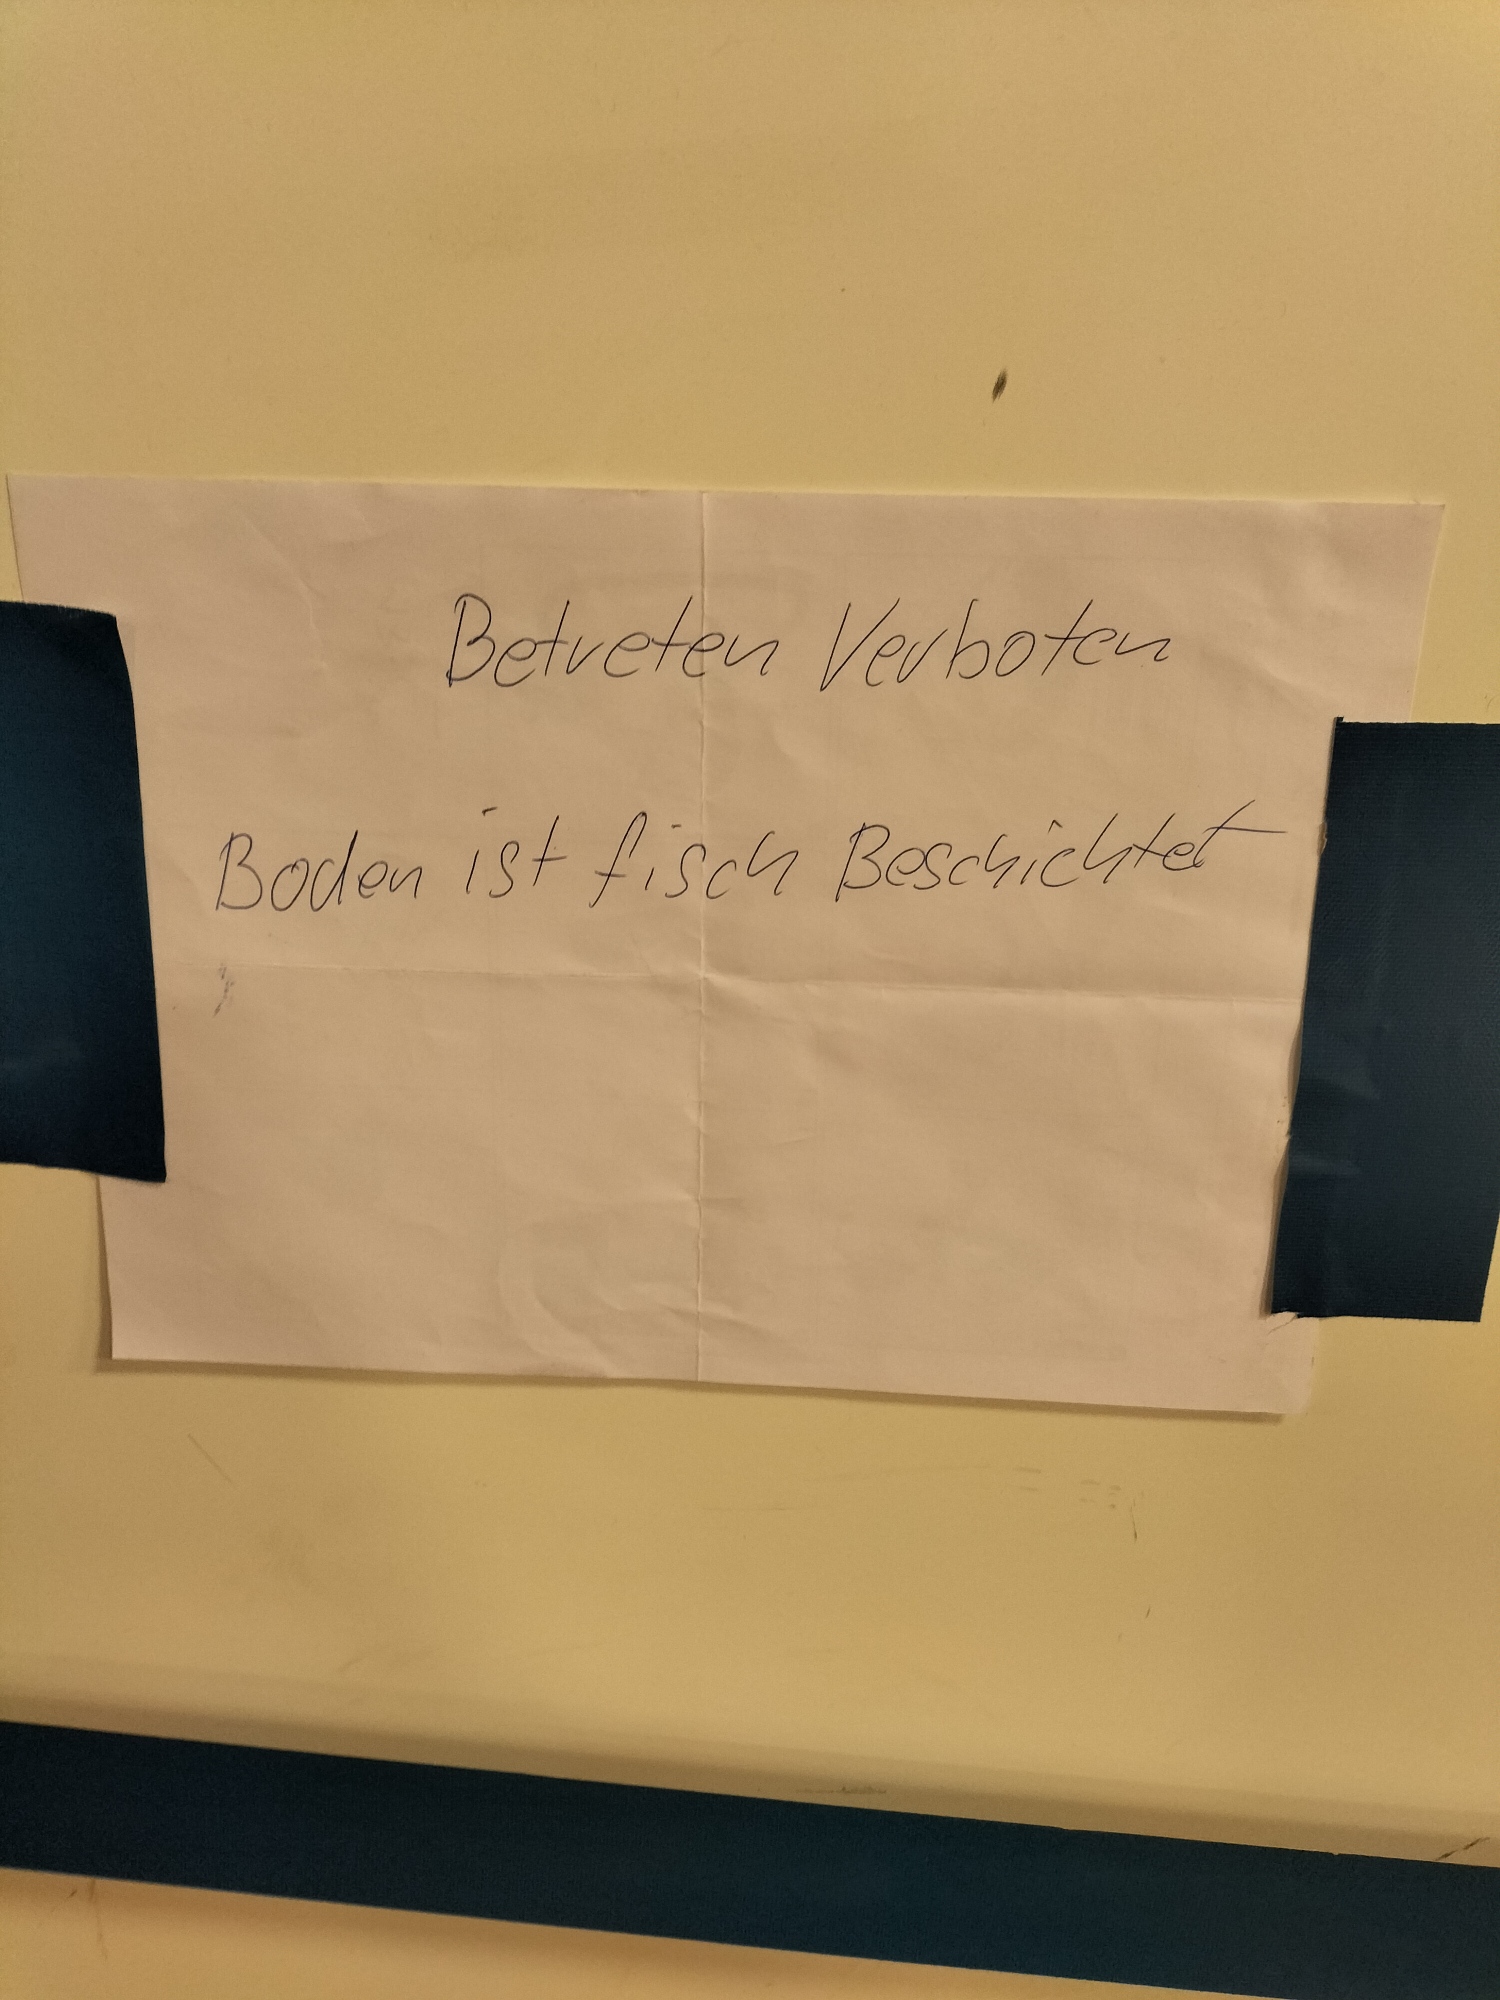 Betreten Verboten
Boden ist fisch Beschichtet